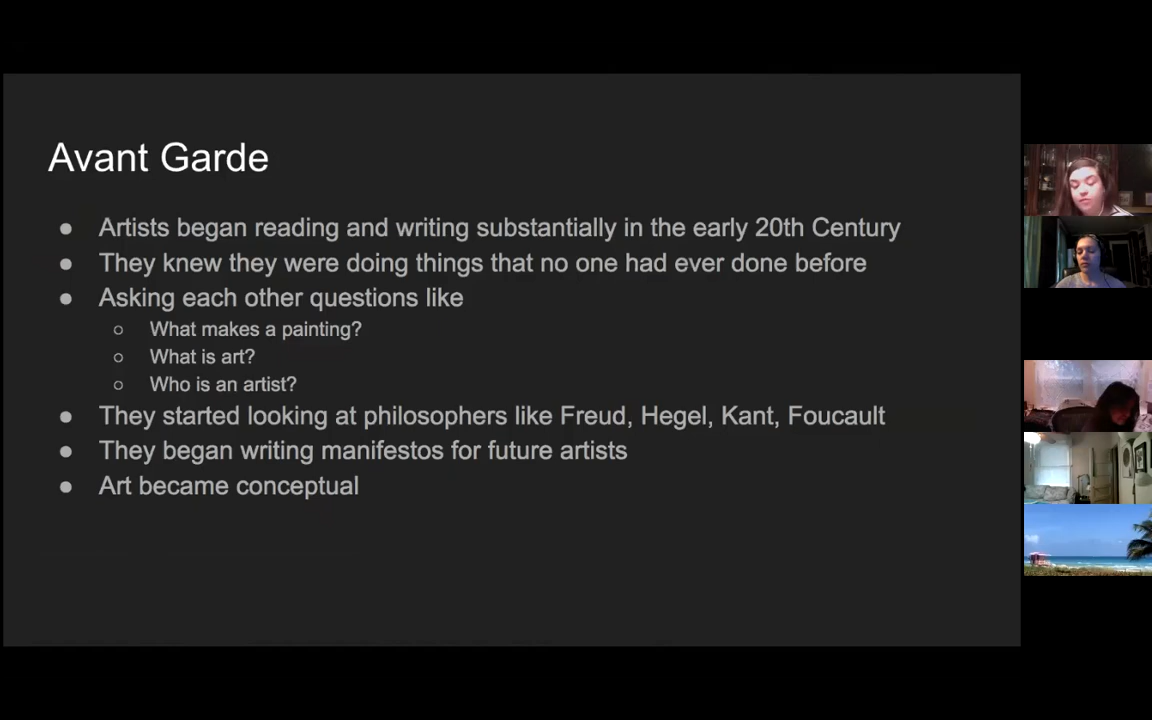 Avant Garde
● Artists began reading and writing substantially in the early 20th Century
● They knew they were doing things that no one had ever done before
● Asking each other questions like
○ What makes a painting?
○ What is art?
○ Who is an artist?
● They started looking at philosophers like Freud, Hegel, Kant, Foucault
● They began writing manifestos for future artists
● Art became conceptual